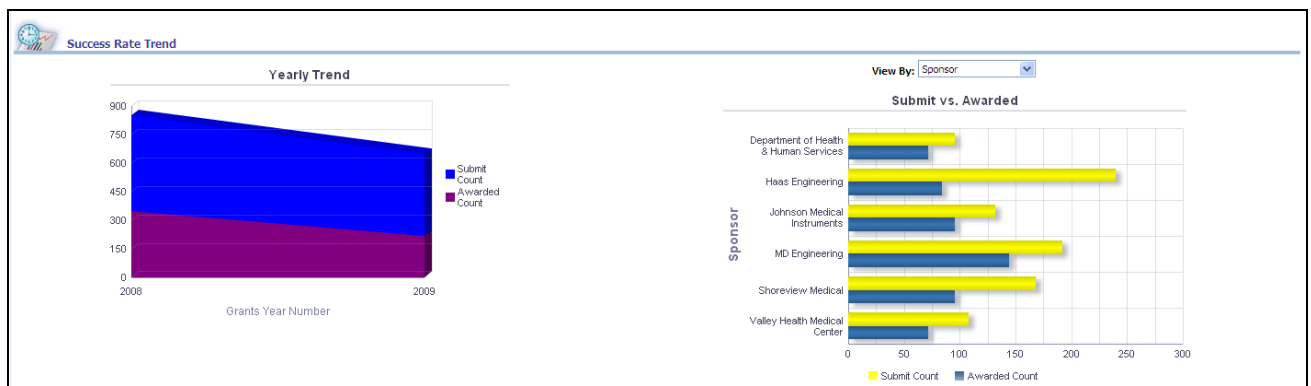 Success Rate Trend
Yearly Trend
900
750
600
450
300
150
0
2008
2009
Grants Year Number
Submit
Count
Awarded
Count
View By: Sponsor
Submit vs. Awarded
Sponsor
Department of Health
& Human Services
Haas Engineering
Johnson Medical
Instruments
MD Engineering
Shoreview Medical
Valley Health Medical
Center
0 50 100 150 200 250 300
Submit Count Awarded Count